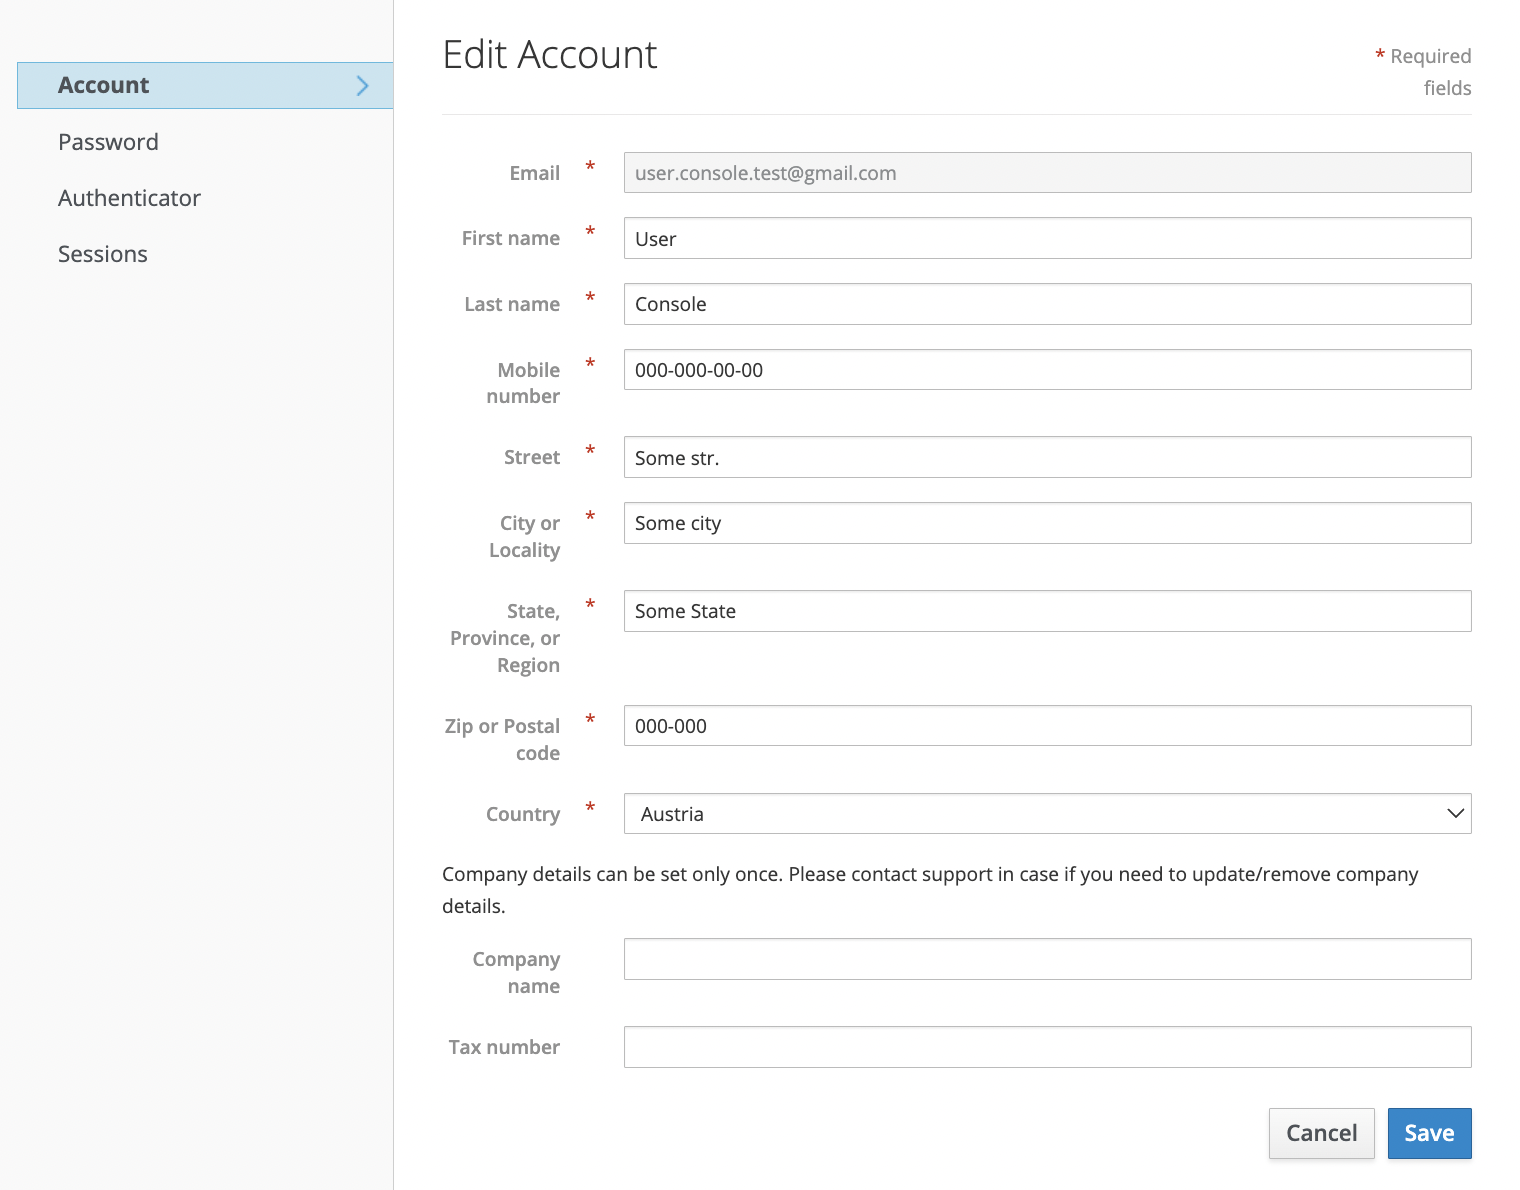 Account
Password
Authenticator
Sessions
Edit Account
* Required
fields
Email * user.console.test@gmail.com
First name * User
Last name * Console
Mobile
number * 000-000-00-00
Street * Some str.
City or
Locality * Some city
State,
Province, or
Region * Some State
Zip or Postal
code * 000-000
Country * Austria
Company details can be set only once. Please contact support in case if you need to update/remove company
details.
Company
name
Tax number
Cancel Save